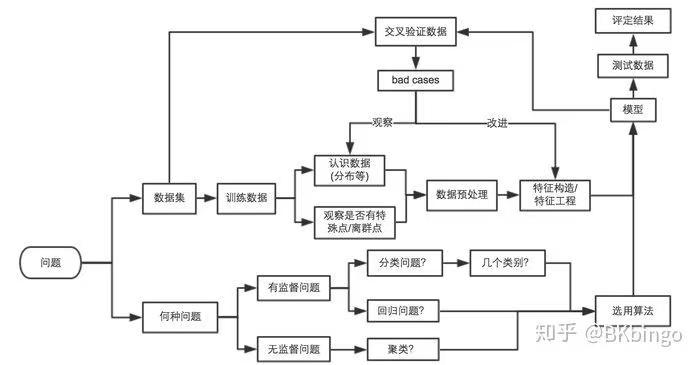 交叉验证数据
评定结果
测试数据
bad cases
模型
观察
改进
认识数据
(分布等)
数据集
训练数据
数据预处理
特征构造/
特征工程
观察是否有特
殊点/离群点
问题
分类问题?
几个类别?
有监督问题
何种问题
回归问题?
选用算法
无监督问题
聚类?
知乎 @BKbingo